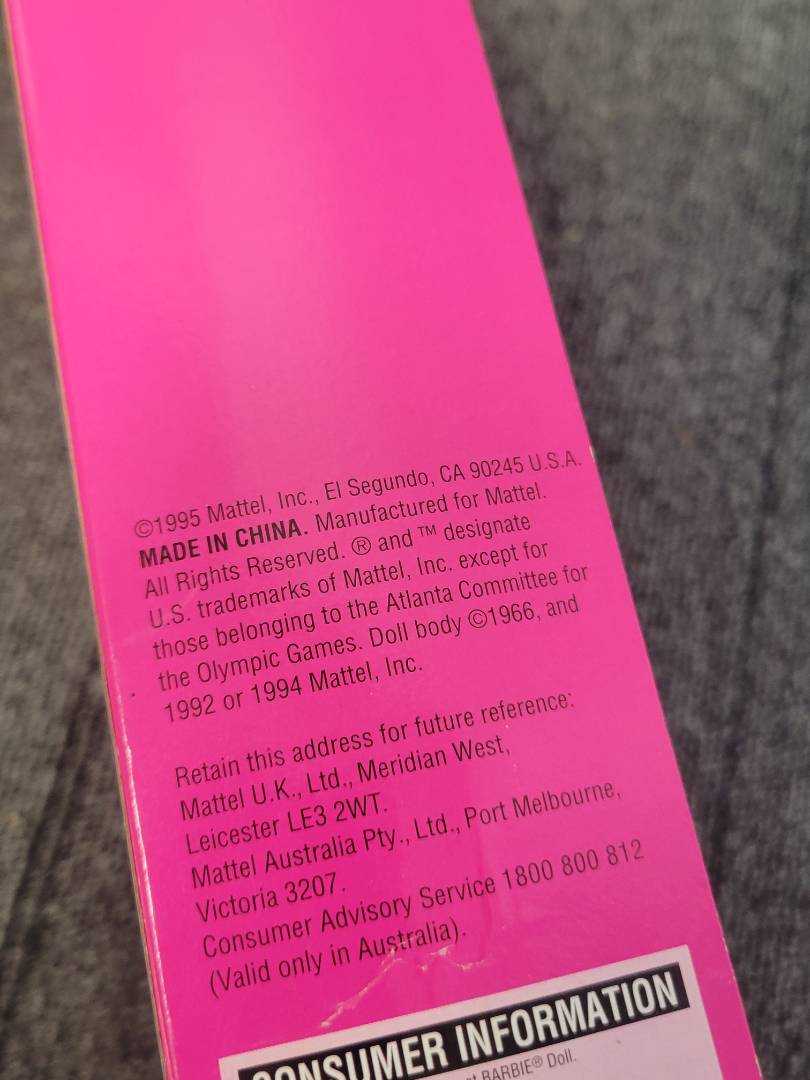 ©1995 Mattel, Inc., El Segundo, CA 90245 U.S.A.
MADE IN CHINA. Manufactured for Mattel.
All Rights Reserved. ® and ™ designate
U.S. trademarks of Mattel, Inc. except for
those belonging to the Atlanta Committee for
the Olympic Games. Doll body ©1966, and
1992 or 1994 Mattel, Inc.
Retain this address for future reference:
Mattel U.K., Ltd., Meridian West,
Leicester LE3 2WT.
Mattel Australia Pty., Ltd., Port Melbourne,
Victoria 3207.
Consumer Advisory Service 1800 800 812
(Valid only in Australia).
CONSUMER INFORMATION
BARBIE® Doll.